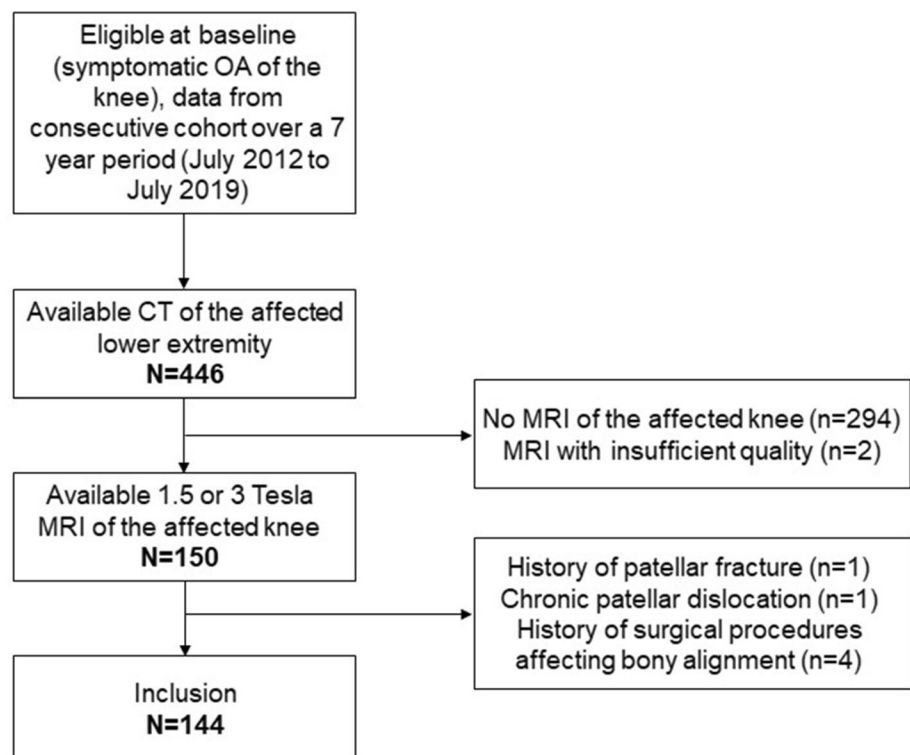 Eligible at baseline
(symptomatic OA of the
knee), data from
consecutive cohort over a 7
year period (July 2012 to
July 2019)
Available CT of the affected
lower extremity
N=446
No MRI of the affected knee (n=294)
MRI with insufficient quality (n=2)
Available 1.5 or 3 Tesla
MRI of the affected knee
N=150
History of patellar fracture (n=1)
Chronic patellar dislocation (n=1)
History of surgical procedures
affecting bony alignment (n=4)
Inclusion
N=144